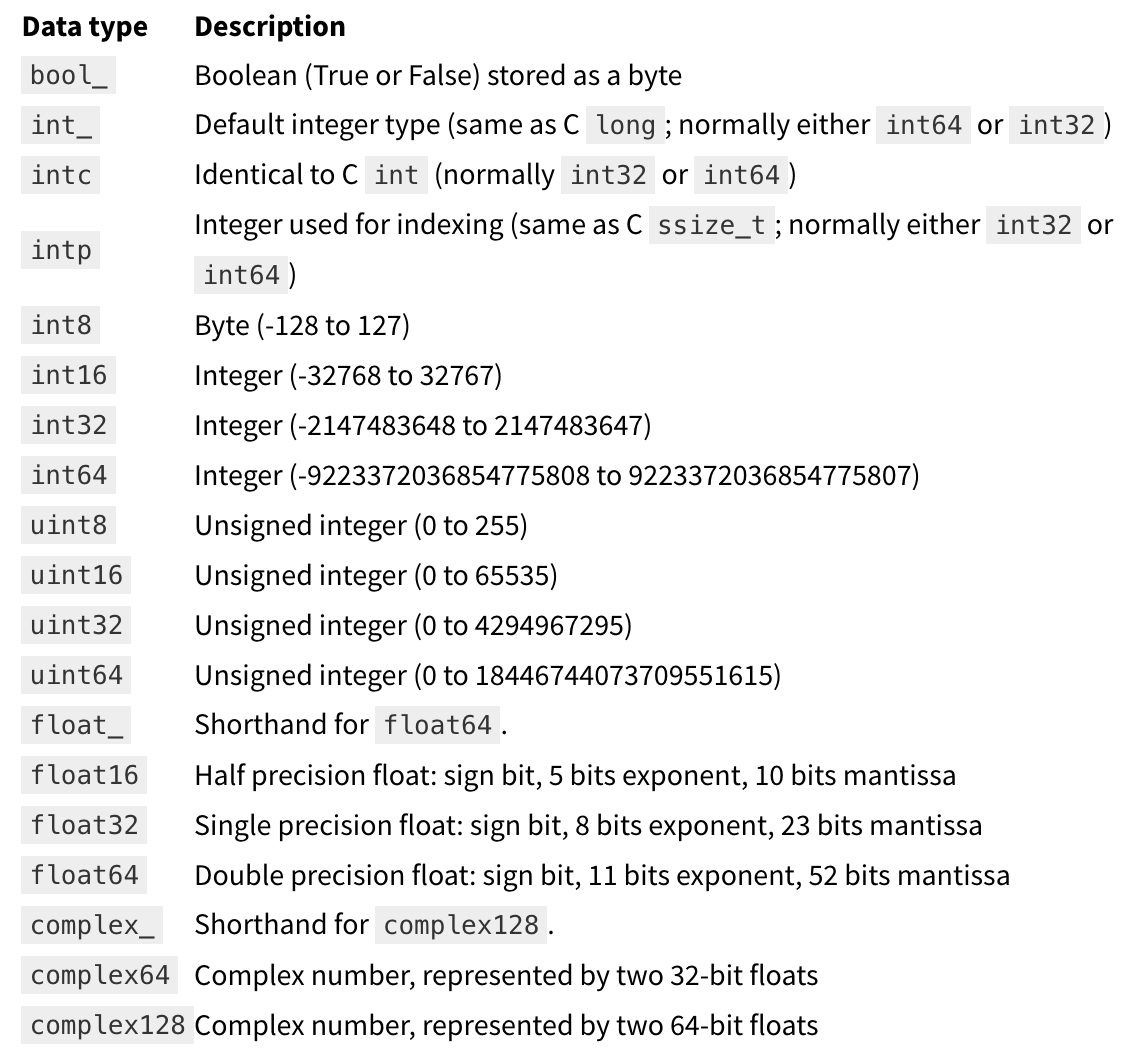 Data type Description
bool_ Boolean (True or False) stored as a byte
int_ Default integer type (same as C long; normally either int64 or int32)
intc Identical to C int (normally int32 or int64)
intp Integer used for indexing (same as C ssize_t; normally either int32 or
int64)
int8 Byte (-128 to 127)
int16 Integer (-32768 to 32767)
int32 Integer (-2147483648 to 2147483647)
int64 Integer (-9223372036854775808 to 9223372036854775807)
uint8 Unsigned integer (0 to 255)
uint16 Unsigned integer (0 to 65535)
uint32 Unsigned integer (0 to 4294967295)
uint64 Unsigned integer (0 to 18446744073709551615)
float_ Shorthand for float64.
float16 Half precision float: sign bit, 5 bits exponent, 10 bits mantissa
float32 Single precision float: sign bit, 8 bits exponent, 23 bits mantissa
float64 Double precision float: sign bit, 11 bits exponent, 52 bits mantissa
complex_ Shorthand for complex128.
complex64 Complex number, represented by two 32-bit floats
complex128 Complex number, represented by two 64-bit floats